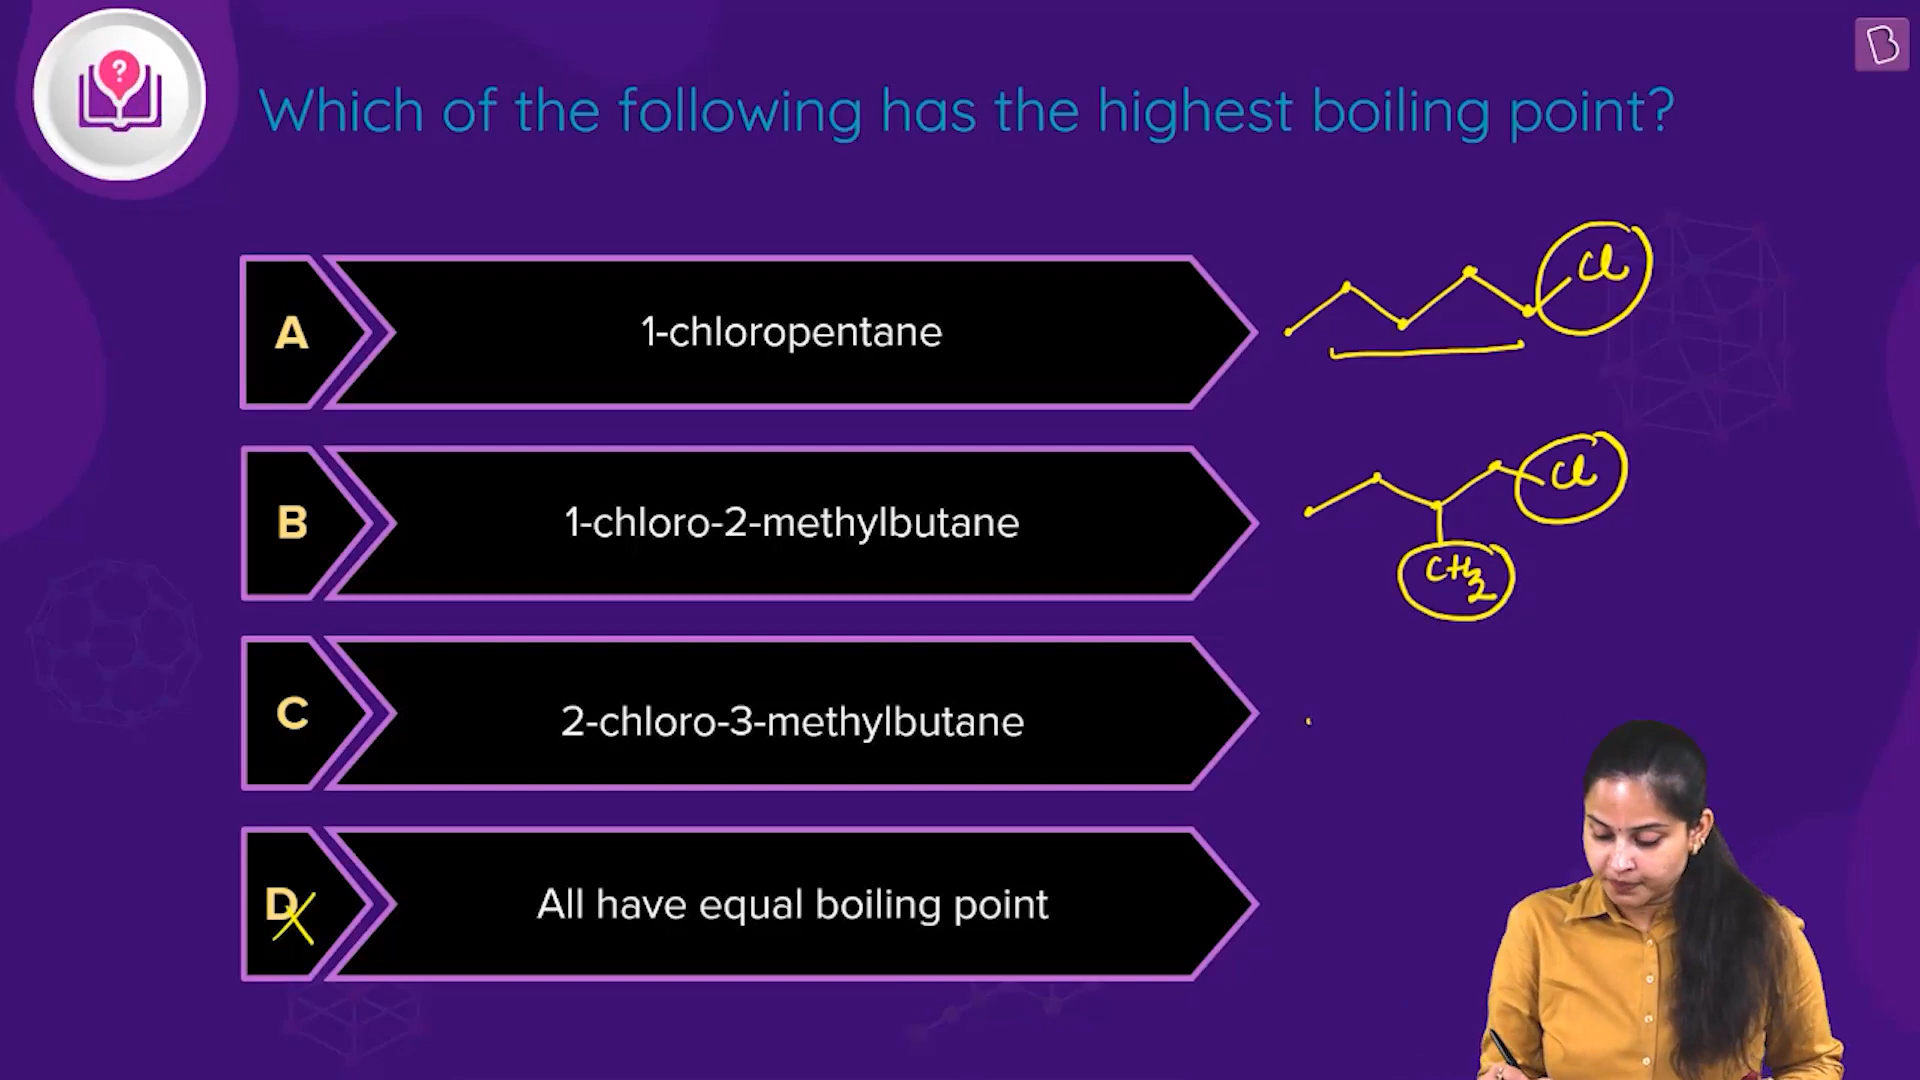 ?
B
Which of the following has the highest boiling point?
A
1-chloropentane
Cl
B
1-chloro-2-methylbutane
Cl
CH3
C
2-chloro-3-methylbutane
D
All have equal boiling point